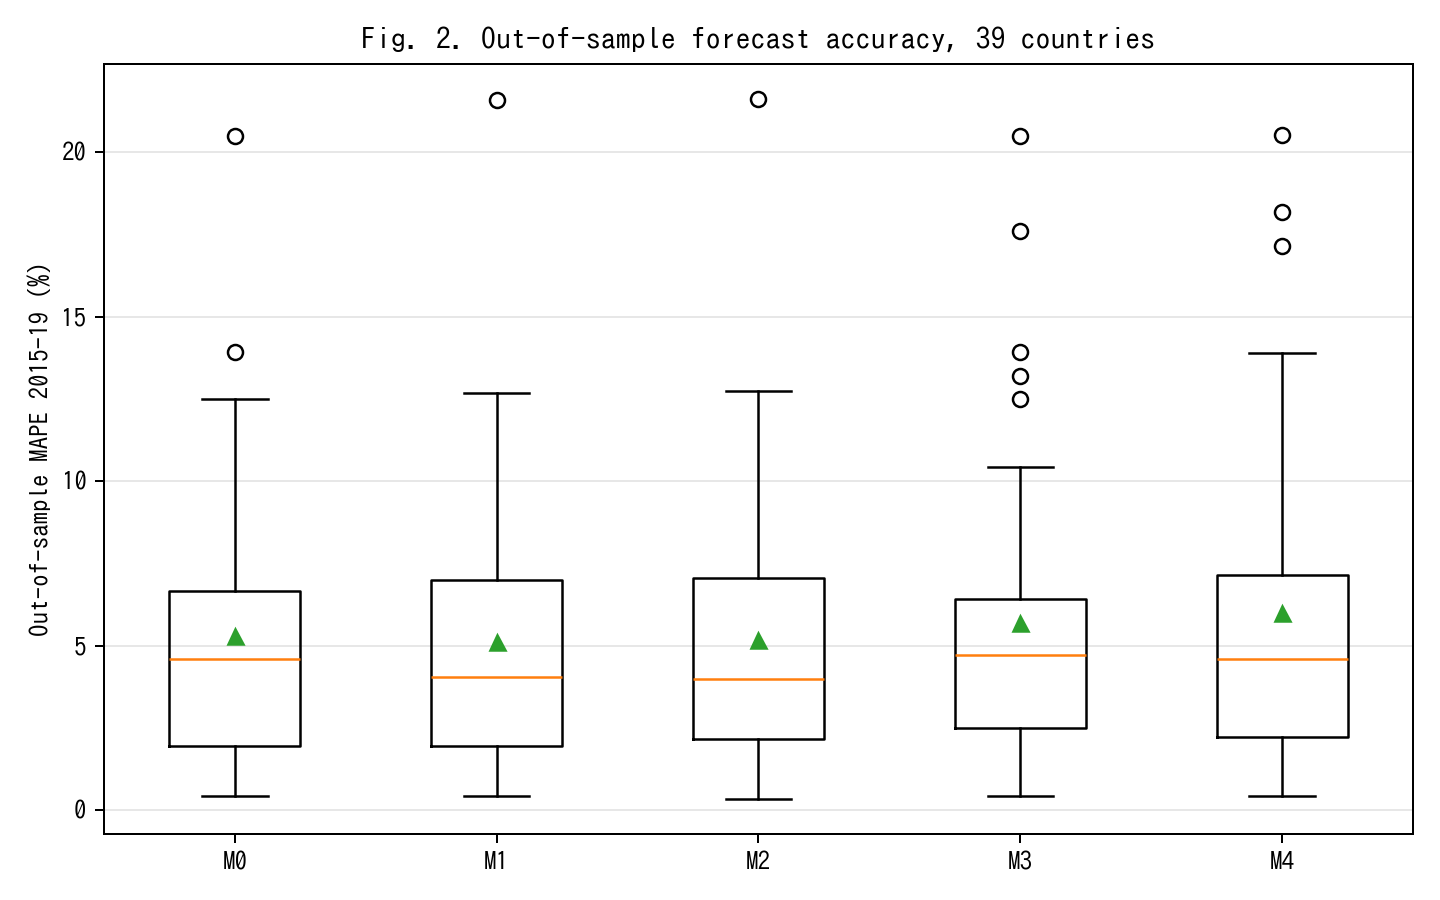 Fig. 2. Out-of-sample forecast accuracy, 39 countries
Out-of-sample MAPE 2015-19 (%)
20
15
10
5
0
M0
M1
M2
M3
M4